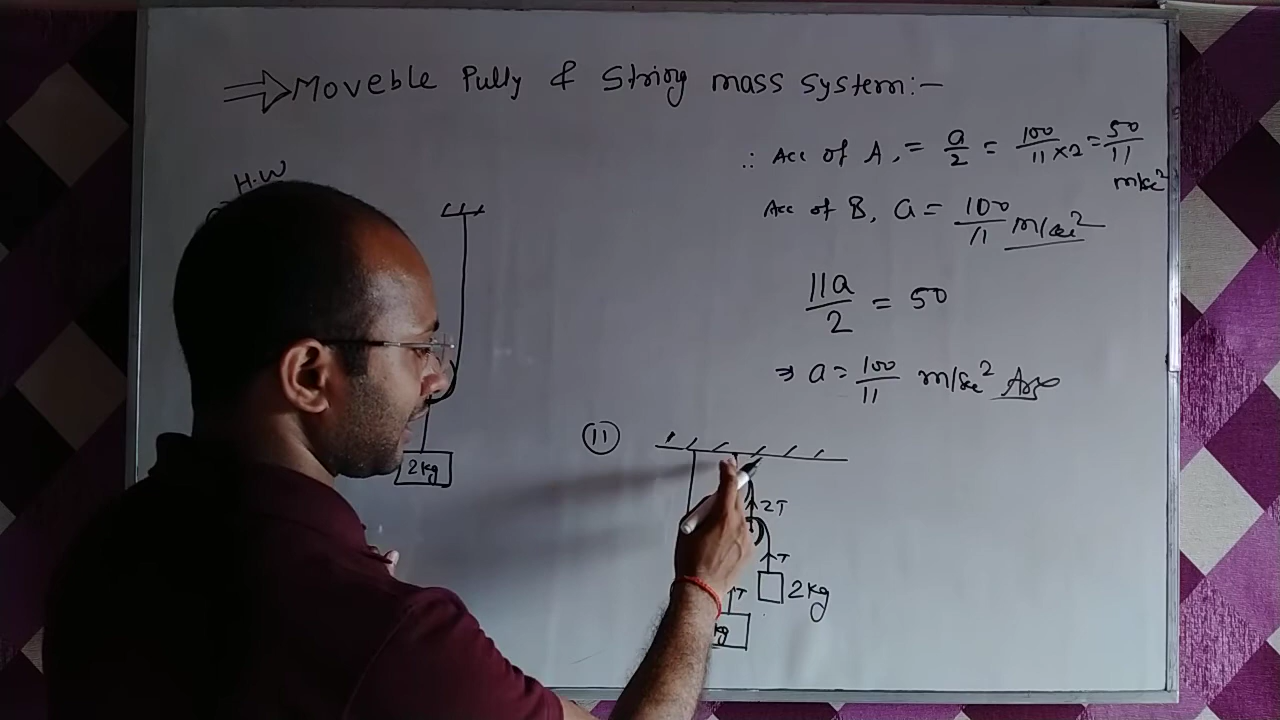 ⇒ Moveble Pully & String mass system:-
H.W
∴ Acc of A, = a/2 = 100/11×2 = 50/11 m/sec²
Acc of B, a = 100/11 m/sec²
11a/2 = 50
⇒ a = 100/11 m/sec² Ans
2kg
(11)
2T
T
2kg
T
kg